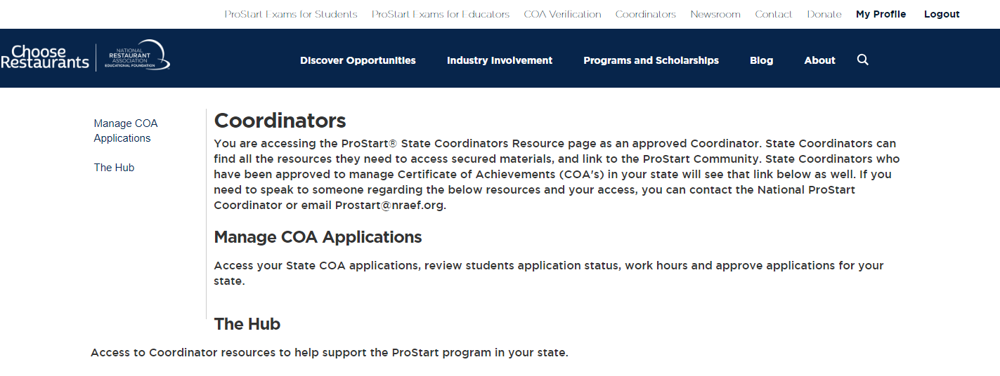 ProStart Exams for Students ProStart Exams for Educators COA Verification Coordinators Newsroom Contact Donate My Profile Logout
Choose
Restaurants
NATIONAL
RESTAURANT
ASSOCIATION
EDUCATIONAL FOUNDATION
Discover Opportunities Industry Involvement Programs and Scholarships Blog About
Manage COA
Applications
The Hub
Coordinators
You are accessing the ProStart® State Coordinators Resource page as an approved Coordinator. State Coordinators can
find all the resources they need to access secured materials, and link to the ProStart Community. State Coordinators who
have been approved to manage Certificate of Achievements (COA's) in your state will see that link below as well. If you
need to speak to someone regarding the below resources and your access, you can contact the National ProStart
Coordinator or email Prostart@nraef.org.
Manage COA Applications
Access your State COA applications, review students application status, work hours and approve applications for your
state.
The Hub
Access to Coordinator resources to help support the ProStart program in your state.